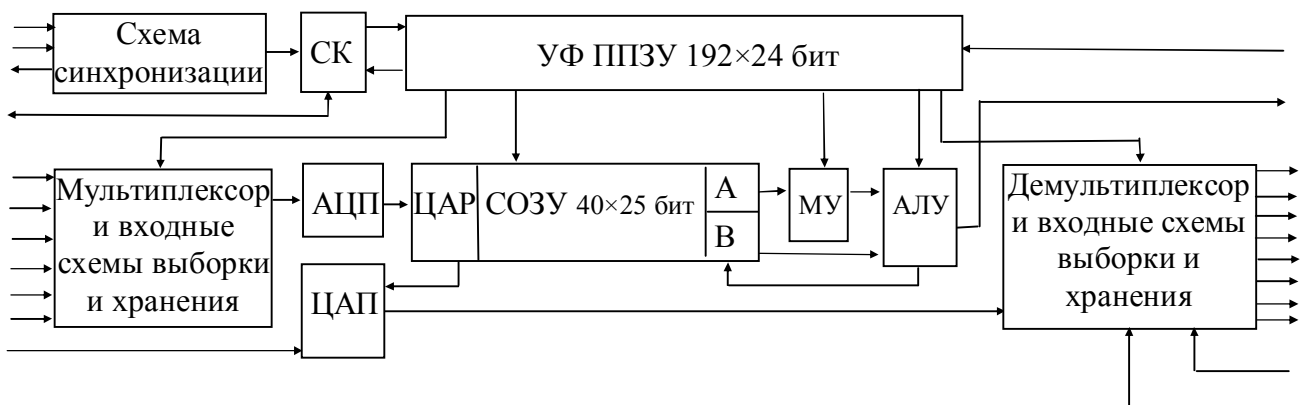 Схема
синхронизации
СК
УФ ППЗУ 192×24 бит
Мультиплексор
и входные
схемы выборки
и хранения
АЦП
ЦАР
СОЗУ 40×25 бит
А
В
МУ
АЛУ
Демультиплексор
и входные схемы
выборки и
хранения
ЦАП